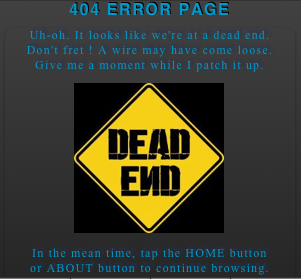 404 ERROR PAGE
Uh-oh. It looks like we're at a dead end.
Don't fret ! A wire may have come loose.
Give me a moment while I patch it up.
DEAD
END
In the mean time, tap the HOME button
or ABOUT button to continue browsing.